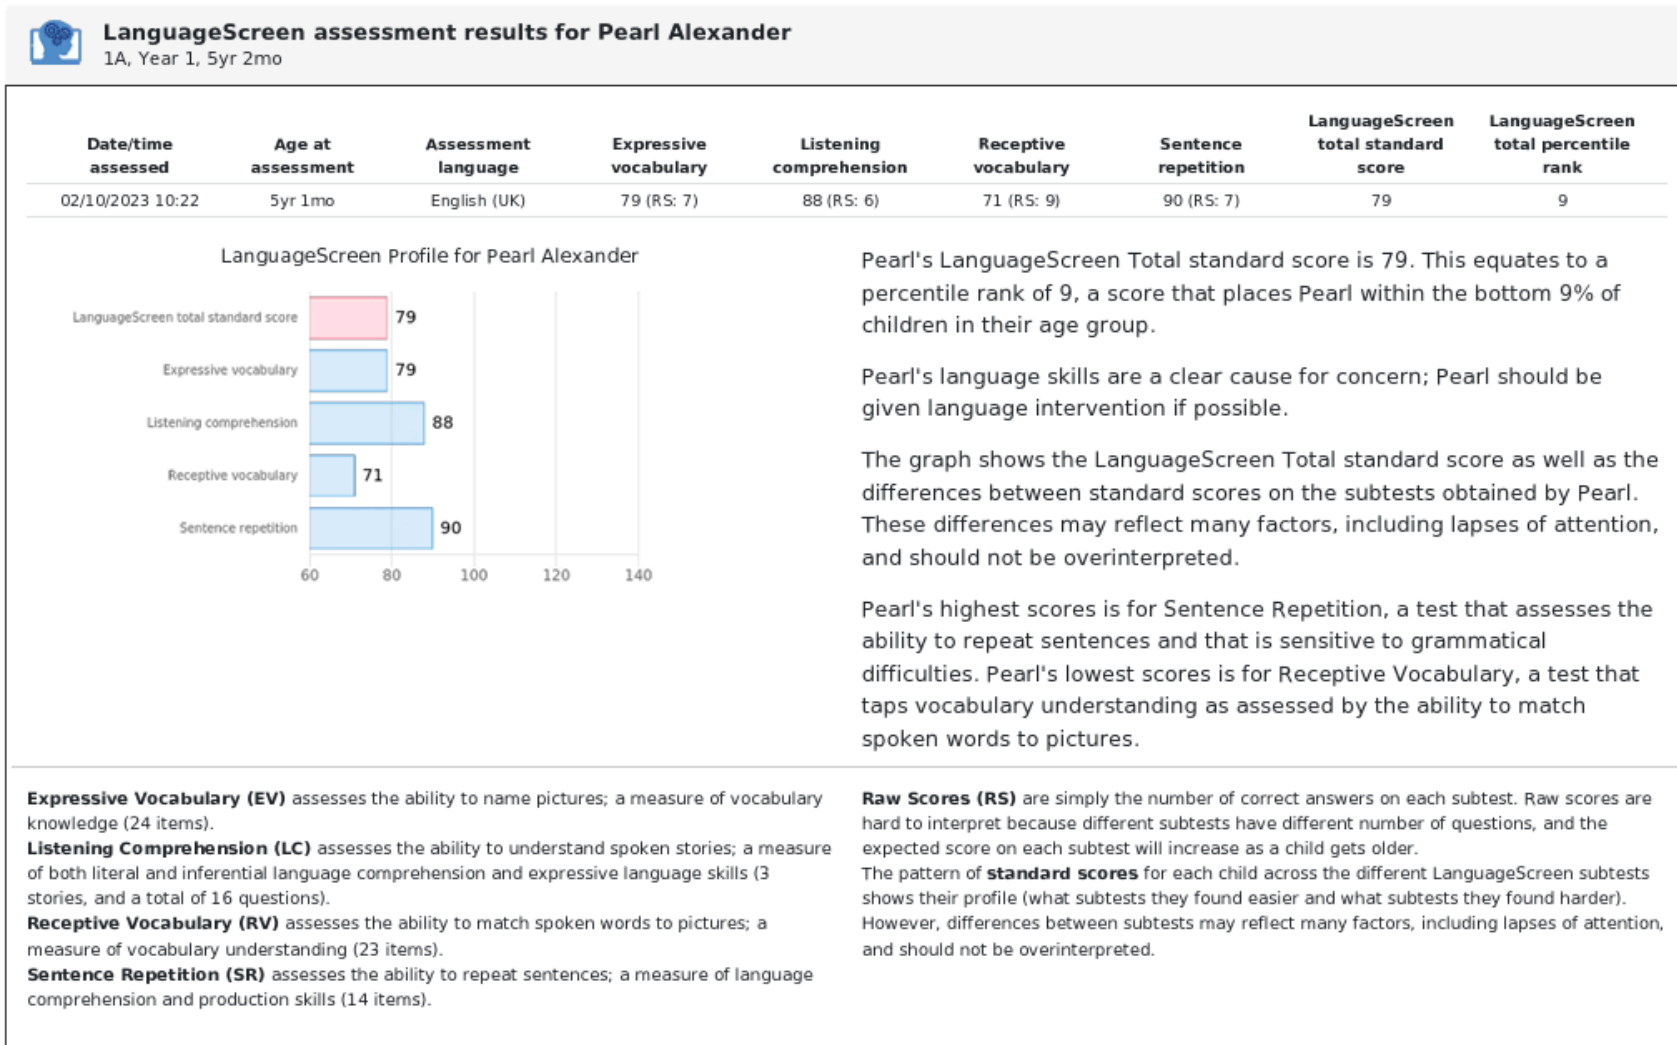 LanguageScreen assessment results for Pearl Alexander
1A, Year 1, 5yr 2mo
Date/time assessed
Age at assessment
Assessment language
Expressive vocabulary
Listening comprehension
Receptive vocabulary
Sentence repetition
LanguageScreen total standard score
LanguageScreen total percentile rank
02/10/2023 10:22 5yr 1mo English (UK) 79 (RS: 7) 88 (RS: 6) 71 (RS: 9) 90 (RS: 7) 79 9
LanguageScreen Profile for Pearl Alexander
LanguageScreen total standard score 79
Expressive vocabulary 79
Listening comprehension 88
Receptive vocabulary 71
Sentence repetition 90
60 80 100 120 140
Pearl's LanguageScreen Total standard score is 79. This equates to a
percentile rank of 9, a score that places Pearl within the bottom 9% of
children in their age group.
Pearl's language skills are a clear cause for concern; Pearl should be
given language intervention if possible.
The graph shows the LanguageScreen Total standard score as well as the
differences between standard scores on the subtests obtained by Pearl.
These differences may reflect many factors, including lapses of attention,
and should not be overinterpreted.
Pearl's highest scores is for Sentence Repetition, a test that assesses the
ability to repeat sentences and that is sensitive to grammatical
difficulties. Pearl's lowest scores is for Receptive Vocabulary, a test that
taps vocabulary understanding as assessed by the ability to match
spoken words to pictures.
Expressive Vocabulary (EV) assesses the ability to name pictures; a measure of vocabulary
knowledge (24 items).
Listening Comprehension (LC) assesses the ability to understand spoken stories; a measure
of both literal and inferential language comprehension and expressive language skills (3
stories, and a total of 16 questions).
Receptive Vocabulary (RV) assesses the ability to match spoken words to pictures; a
measure of vocabulary understanding (23 items).
Sentence Repetition (SR) assesses the ability to repeat sentences; a measure of language
comprehension and production skills (14 items).
Raw Scores (RS) are simply the number of correct answers on each subtest. Raw scores are
hard to interpret because different subtests have different number of questions, and the
expected score on each subtest will increase as a child gets older.
The pattern of standard scores for each child across the different LanguageScreen subtests
shows their profile (what subtests they found easier and what subtests they found harder).
However, differences between subtests may reflect many factors, including lapses of attention,
and should not be overinterpreted.